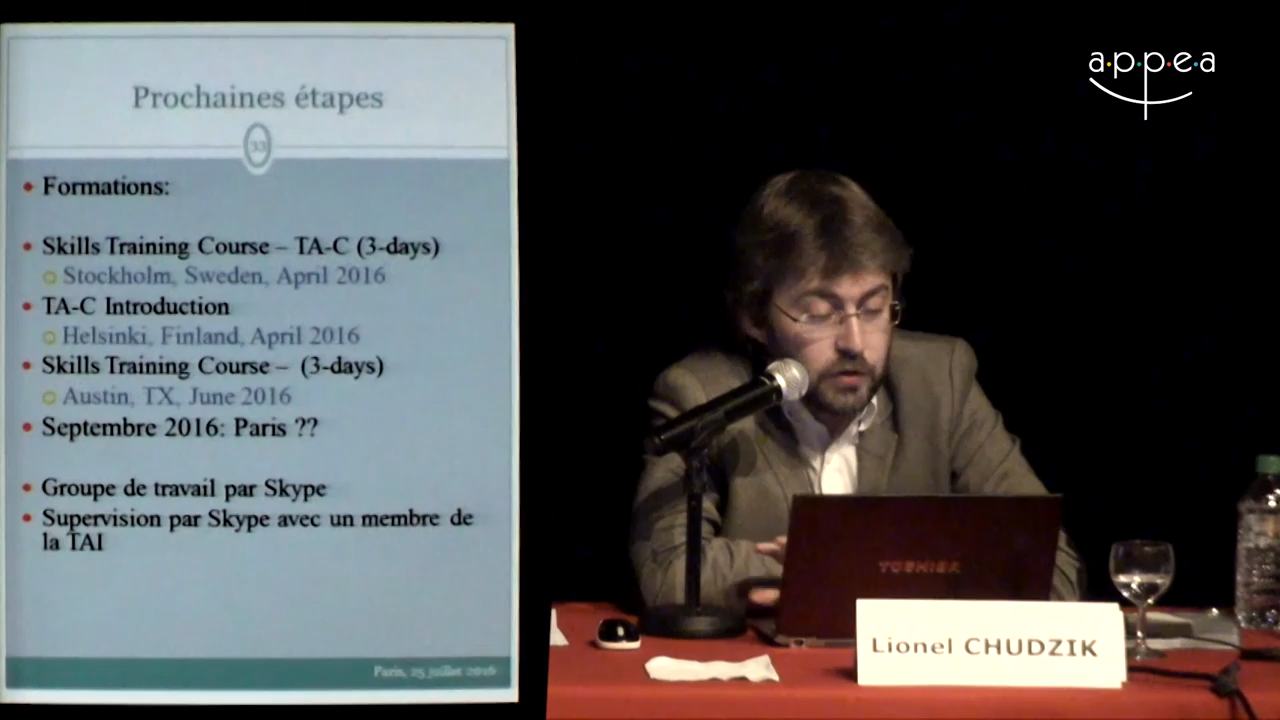 Prochaines étapes
33
Formations:
Skills Training Course – TA-C (3-days)
Stockholm, Sweden, April 2016
TA-C Introduction
Helsinki, Finland, April 2016
Skills Training Course – (3-days)
Austin, TX, June 2016
Septembre 2016: Paris ??
Groupe de travail par Skype
Supervision par Skype avec un membre de
la TAI
Paris, 25 juillet 2016
a·p·p·e·a
TOSHIBA
Lionel CHUDZIK